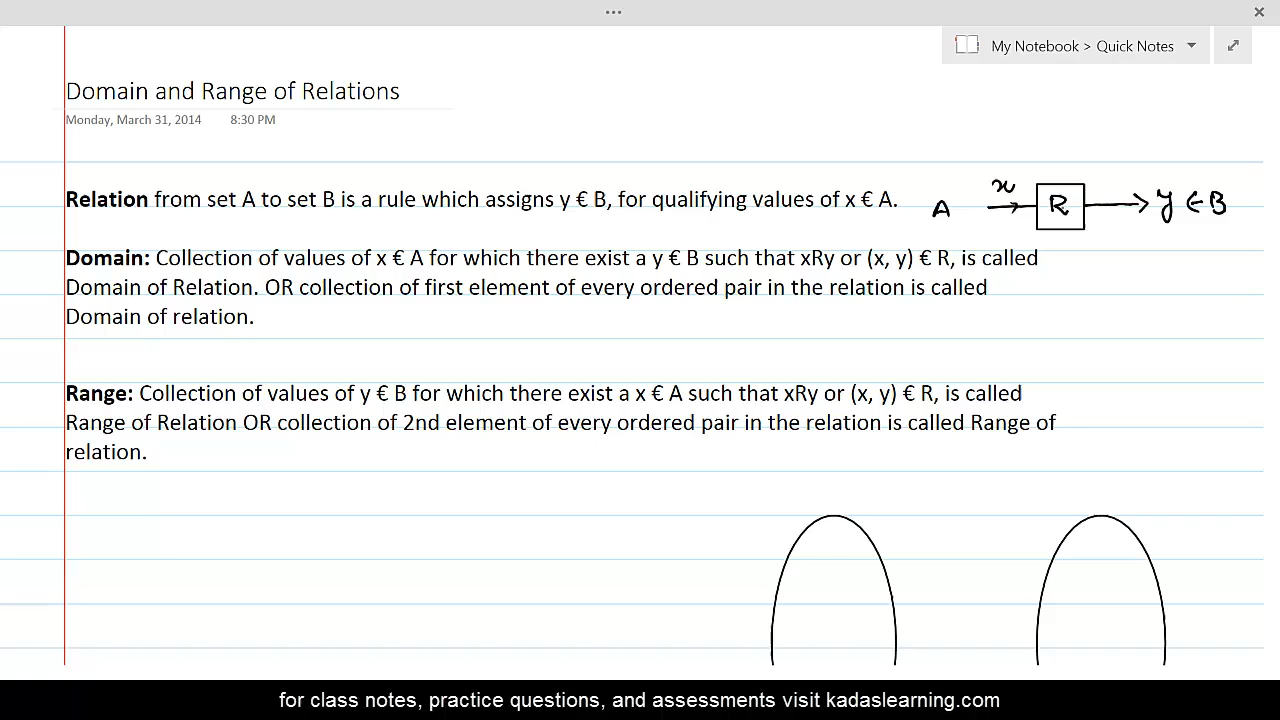 My Notebook > Quick Notes
Domain and Range of Relations
Monday, March 31, 2014 8:30 PM
Relation from set A to set B is a rule which assigns y € B, for qualifying values of x € A.
A x R y ∈ B
Domain: Collection of values of x € A for which there exist a y € B such that xRy or (x, y) € R, is called
Domain of Relation. OR collection of first element of every ordered pair in the relation is called
Domain of relation.
Range: Collection of values of y € B for which there exist a x € A such that xRy or (x, y) € R, is called
Range of Relation OR collection of 2nd element of every ordered pair in the relation is called Range of
relation.
for class notes, practice questions, and assessments visit kadaslearning.com